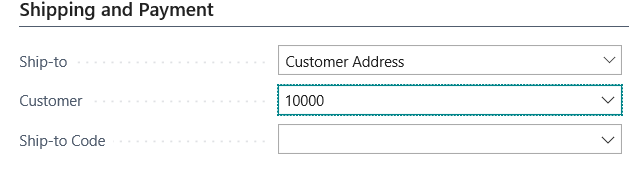 Shipping and Payment
Ship-to Customer Address
Customer 10000
Ship-to Code